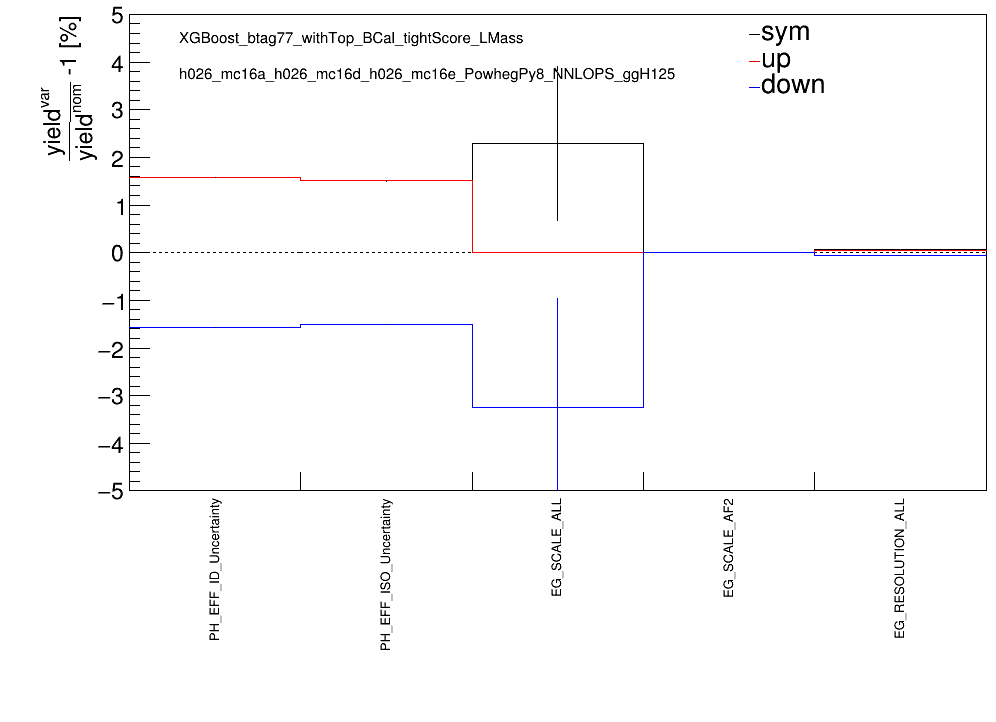 yield^var / yield^nom -1 [%]
XGBoost_btag77_withTop_BCal_tightScore_LMass
h026_mc16a_h026_mc16d_h026_mc16e_PowhegPy8_NNLOPS_ggH125
sym
up
down
5
4
3
2
1
0
−1
−2
−3
−4
−5
PH_EFF_ID_Uncertainty
PH_EFF_ISO_Uncertainty
EG_SCALE_ALL
EG_SCALE_AF2
EG_RESOLUTION_ALL